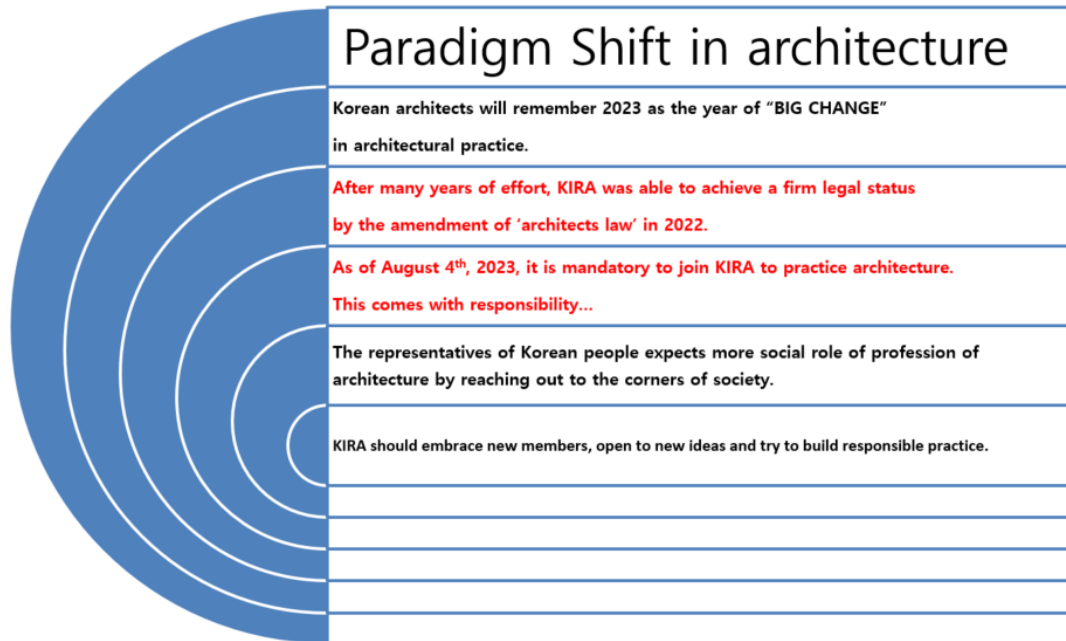 Paradigm Shift in architecture
Korean architects will remember 2023 as the year of “BIG CHANGE”
in architectural practice.
After many years of effort, KIRA was able to achieve a firm legal status
by the amendment of ‘architects law’ in 2022.
As of August 4th, 2023, it is mandatory to join KIRA to practice architecture.
This comes with responsibility...
The representatives of Korean people expects more social role of profession of
architecture by reaching out to the corners of society.
KIRA should embrace new members, open to new ideas and try to build responsible practice.